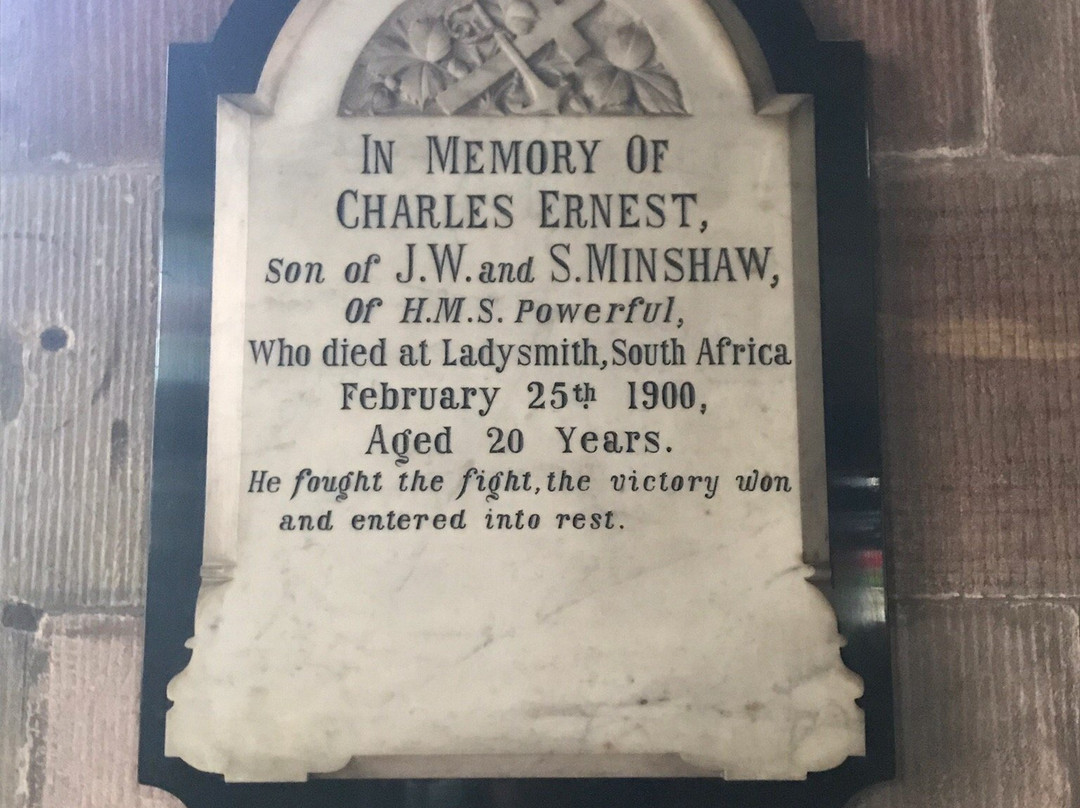 IN MEMORY OF
CHARLES ERNEST,
son of J.W. and S. MINSHAW,
Of H.M.S. Powerful,
Who died at Ladysmith, South Africa
February 25th 1900,
Aged 20 Years.
He fought the fight, the victory won
and entered into rest.